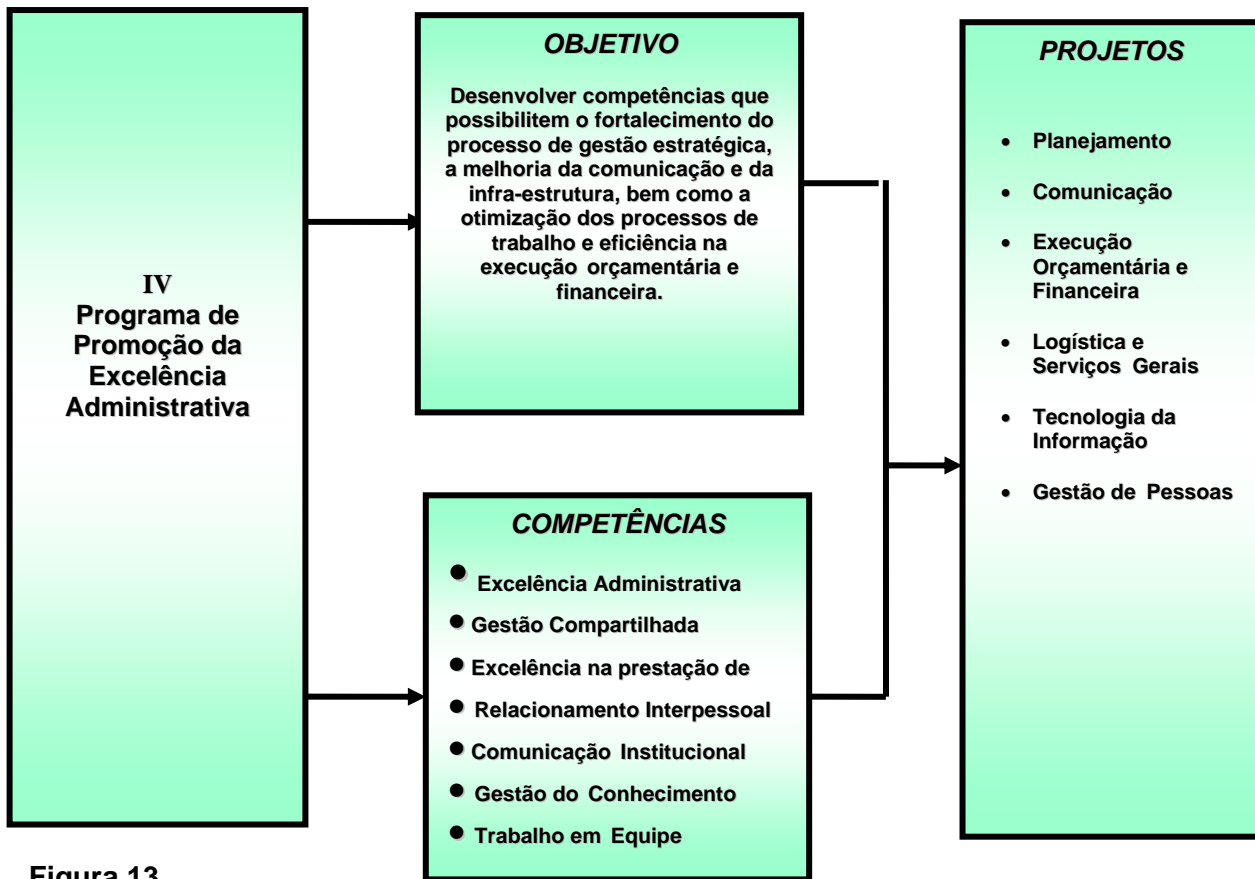 IV
Programa de
Promoção da
Excelência
Administrativa
OBJETIVO
Desenvolver competências que
possibilitem o fortalecimento do
processo de gestão estratégica,
a melhoria da comunicação e da
infra-estrutura, bem como a
otimização dos processos de
trabalho e eficiência na
execução orçamentária e
financeira.
COMPETÊNCIAS
• Excelência Administrativa
• Gestão Compartilhada
• Excelência na prestação de
• Relacionamento Interpessoal
• Comunicação Institucional
• Gestão do Conhecimento
• Trabalho em Equipe
PROJETOS
• Planejamento
• Comunicação
• Execução
Orçamentária e
Financeira
• Logística e
Serviços Gerais
• Tecnologia da
Informação
• Gestão de Pessoas
Figura 13